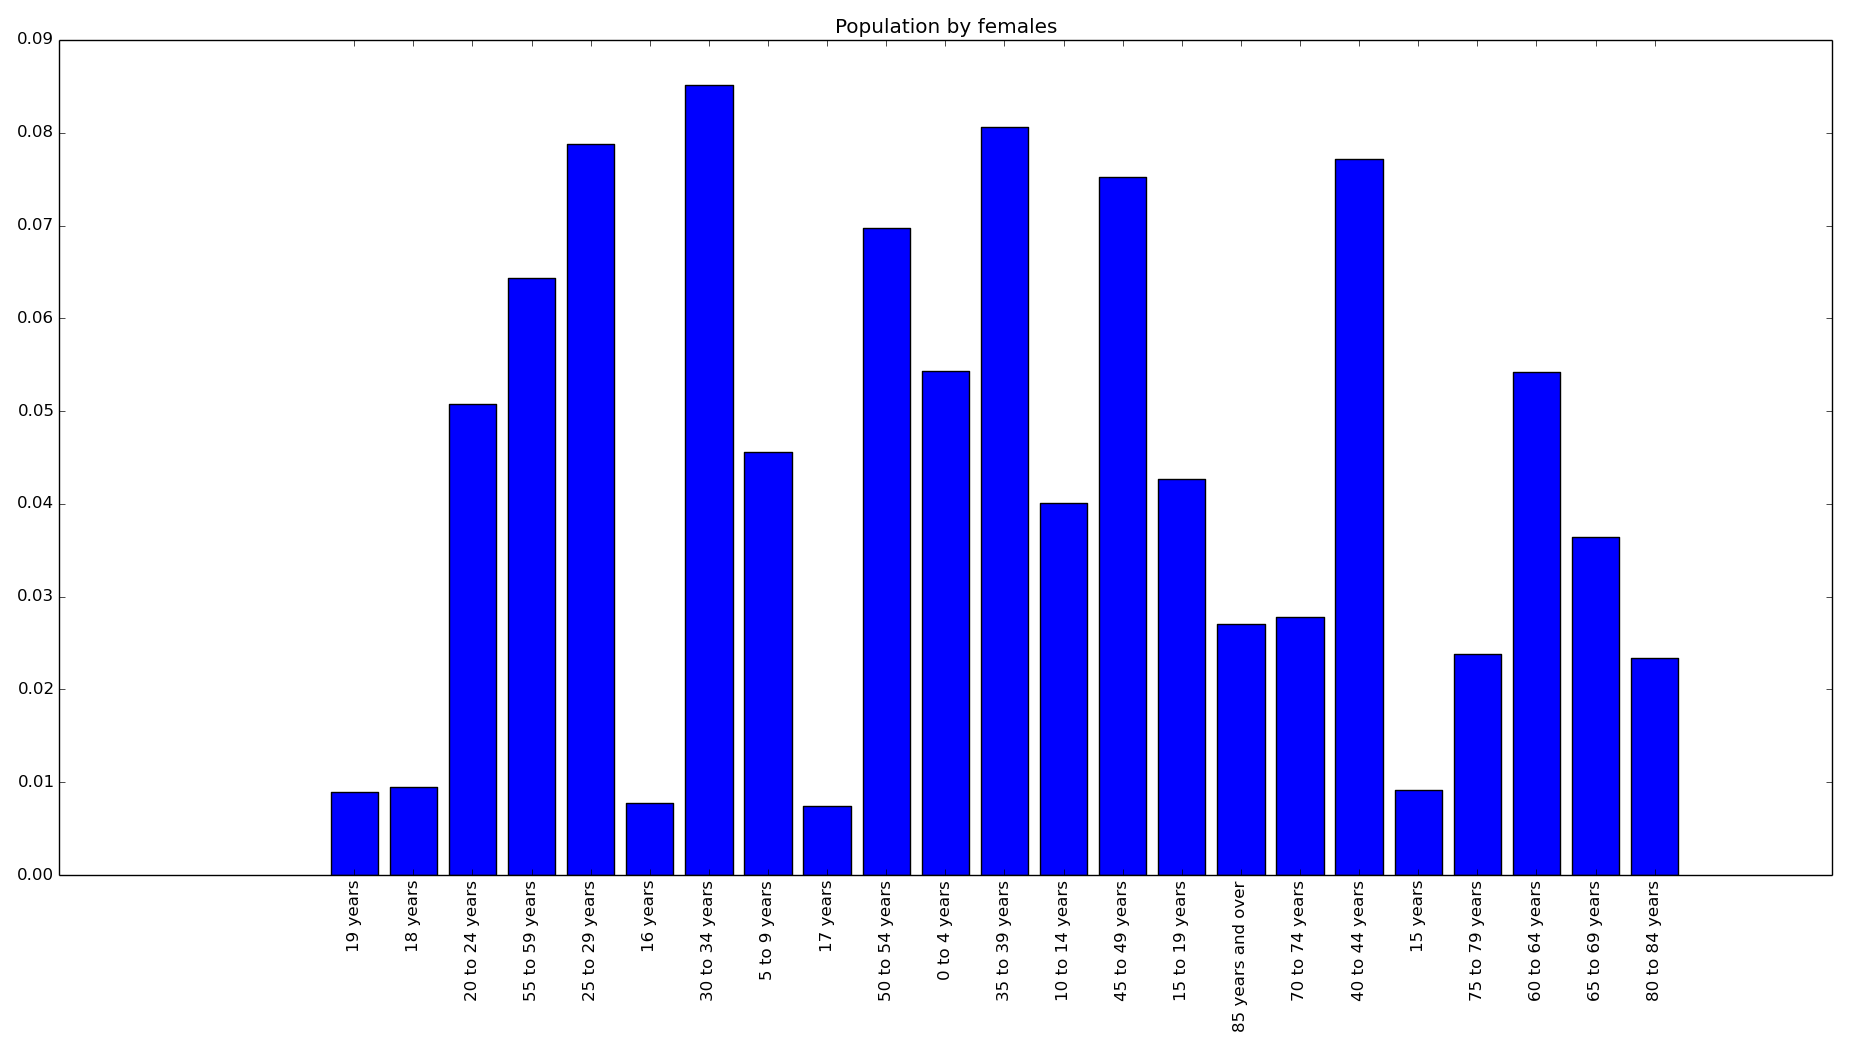 Population by females
0.09
0.08
0.07
0.06
0.05
0.04
0.03
0.02
0.01
0.00
19 years
18 years
20 to 24 years
55 to 59 years
25 to 29 years
16 years
30 to 34 years
5 to 9 years
17 years
50 to 54 years
0 to 4 years
35 to 39 years
10 to 14 years
45 to 49 years
15 to 19 years
85 years and over
70 to 74 years
40 to 44 years
15 years
75 to 79 years
60 to 64 years
65 to 69 years
80 to 84 years